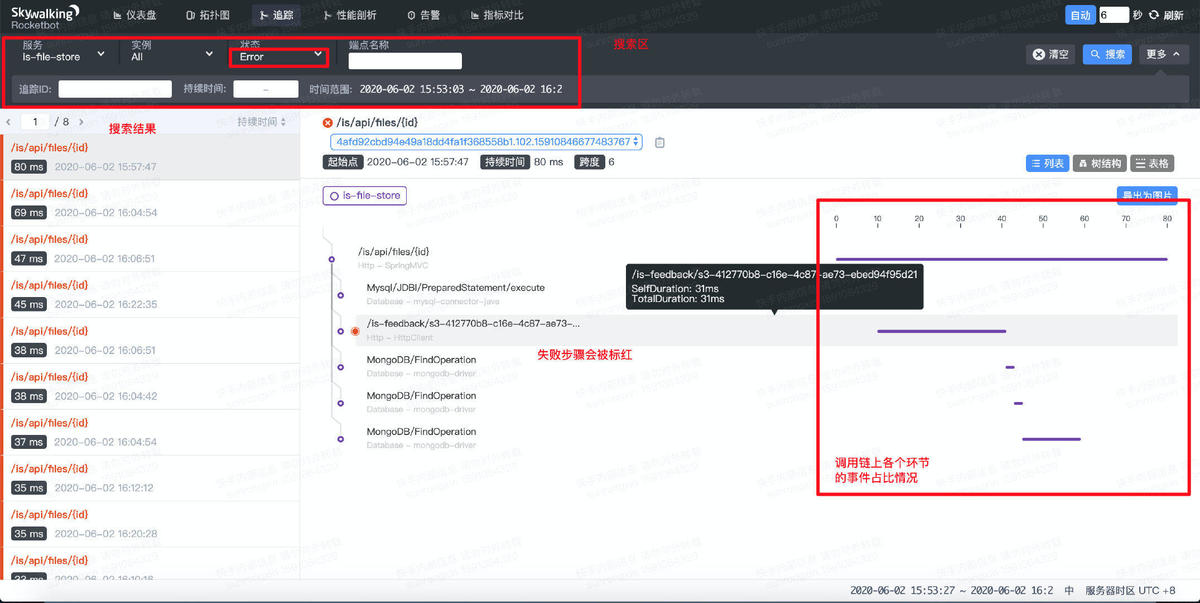 Skywalking
Rocketbot
仪表盘
拓扑图
追踪
性能剖析
告警
指标对比
自动
6
秒
刷新
服务
is-file-store
实例
All
状态
Error
端点名称
搜索区
清空
搜索
更多
追踪ID:
持续时间:
–
时间范围: 2020-06-02 15:53:03 ~ 2020-06-02 16:2
1 / 8
搜索结果
持续时间
/is/api/files/{id}
80 ms 2020-06-02 15:57:47
/is/api/files/{id}
69 ms 2020-06-02 16:04:54
/is/api/files/{id}
47 ms 2020-06-02 16:06:51
/is/api/files/{id}
45 ms 2020-06-02 16:22:35
/is/api/files/{id}
38 ms 2020-06-02 16:06:51
/is/api/files/{id}
38 ms 2020-06-02 16:04:42
/is/api/files/{id}
37 ms 2020-06-02 16:04:54
/is/api/files/{id}
35 ms 2020-06-02 16:12:12
/is/api/files/{id}
35 ms 2020-06-02 16:20:28
/is/api/files/{id}
/is/api/files/{id}
4afd92cbd94e49a18dd4fa1f368558b1.102.15910846677483767
起始点 2020-06-02 15:57:47 持续时间 80 ms 跨度 6
列表
树结构
表格
is-file-store
导出为图片
0 10 20 30 40 50 60 70 80
/is/api/files/{id}
Http - SpringMVC
Mysql/JDBI/PreparedStatement/execute
Database - mysql-connector-java
/is-feedback/s3-412770b8-c16e-4c87-ae73-...
Http - HttpClient
MongoDB/FindOperation
Database - mongodb-driver
MongoDB/FindOperation
Database - mongodb-driver
MongoDB/FindOperation
Database - mongodb-driver
/is-feedback/s3-412770b8-c16e-4c87-ae73-ebed94f95d21
SelfDuration: 31ms
TotalDuration: 31ms
失败步骤会被标红
调用链上各个环节
的事件占比情况
2020-06-02 15:53:27 ~ 2020-06-02 16:2
中
服务器时区 UTC +8